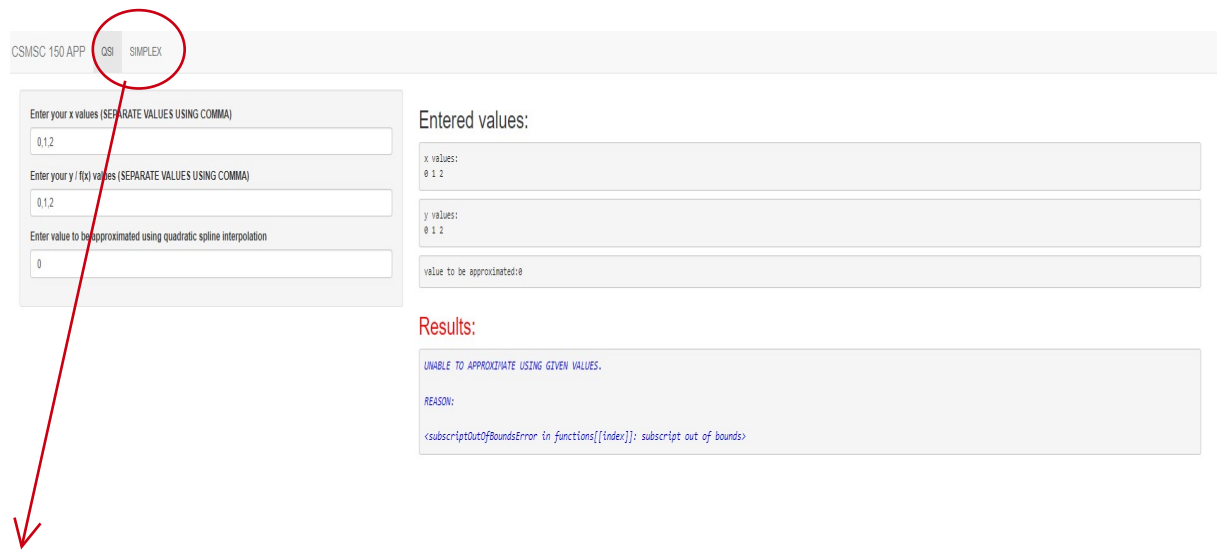 CSMSC 150 APP QSI SIMPLEX
Enter your x values (SEPARATE VALUES USING COMMA)
0,1,2
Enter your y / f(x) values (SEPARATE VALUES USING COMMA)
0,1,2
Enter value to be approximated using quadratic spline interpolation
0
Entered values:
x values:
0 1 2
y values:
0 1 2
value to be approximated:0
Results:
UNABLE TO APPROXIMATE USING GIVEN VALUES.
REASON:
<subscriptOutOfBoundsError in functions[[index]]: subscript out of bounds>